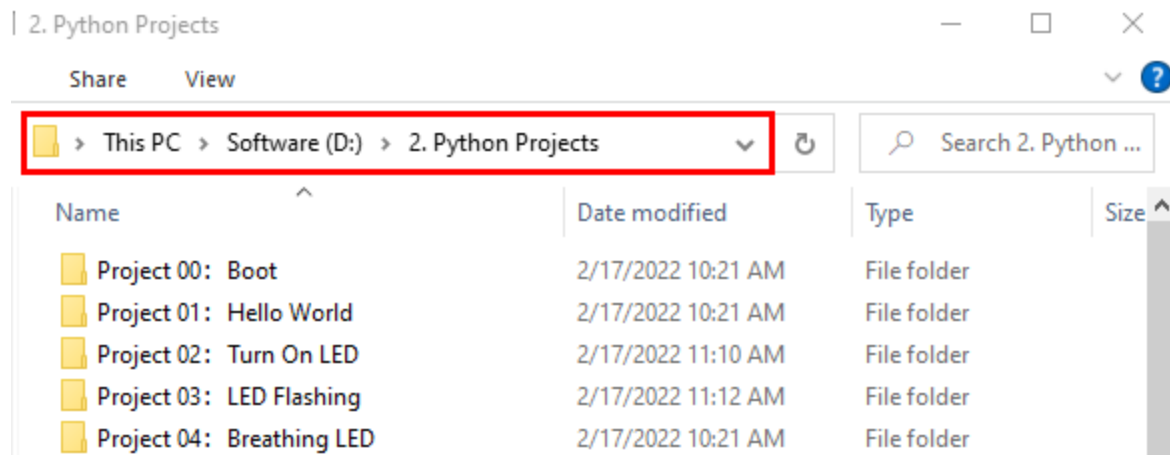 2. Python Projects
Share View
This PC > Software (D:) > 2. Python Projects Search 2. Python ...
Name Date modified Type Size
Project 00：Boot 2/17/2022 10:21 AM File folder
Project 01：Hello World 2/17/2022 10:21 AM File folder
Project 02：Turn On LED 2/17/2022 11:10 AM File folder
Project 03：LED Flashing 2/17/2022 11:12 AM File folder
Project 04：Breathing LED 2/17/2022 10:21 AM File folder